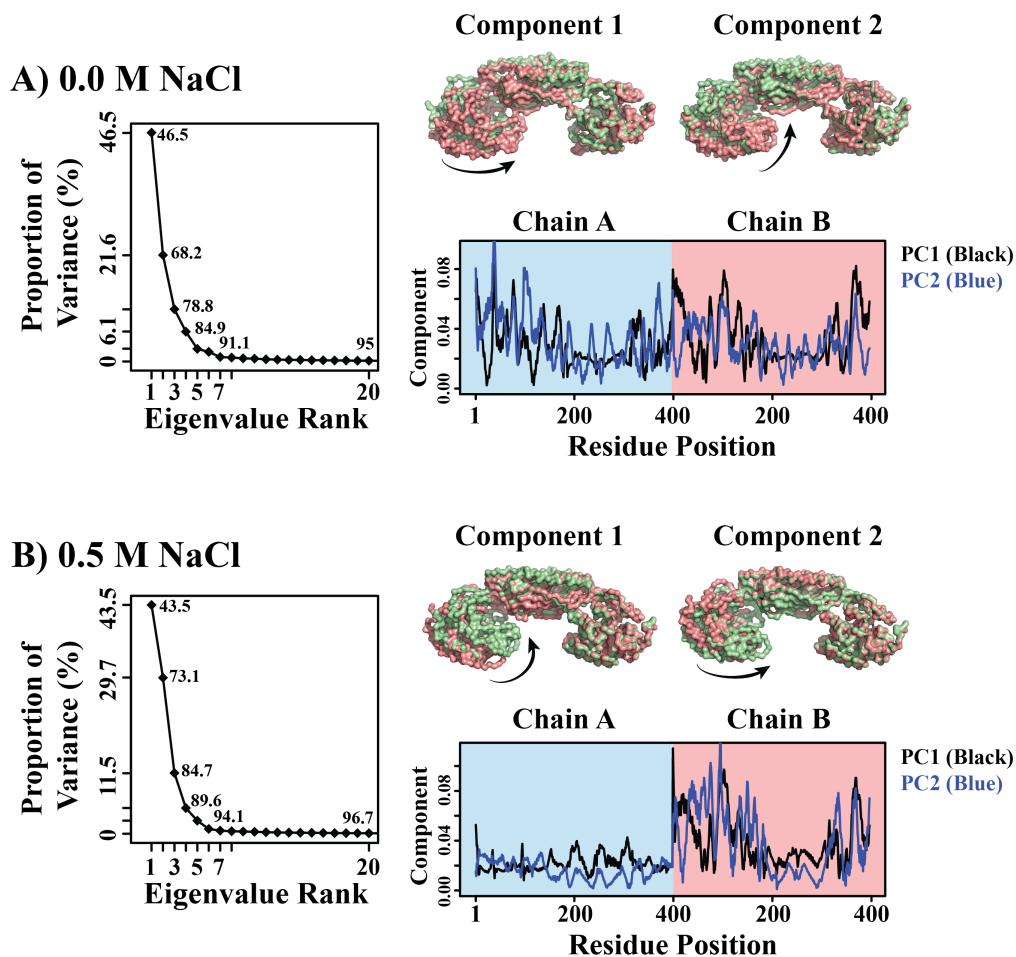 A) 0.0 M NaCl
Component 1
Component 2
Proportion of
Variance (%)
46.5
21.6
6.1
0
46.5
68.2
78.8
84.9
91.1
95
1 3 5 7 20
Eigenvalue Rank
Chain A
Chain B
PC1 (Black)
PC2 (Blue)
Component
0.08
0.04
0.00
1 200 400 200 400
Residue Position
B) 0.5 M NaCl
Component 1
Component 2
Proportion of
Variance (%)
43.5
29.7
11.5
0
43.5
73.1
84.7
89.6
94.1
96.7
1 3 5 7 20
Eigenvalue Rank
Chain A
Chain B
PC1 (Black)
PC2 (Blue)
Component
0.08
0.04
0.00
1 200 400 200 400
Residue Position